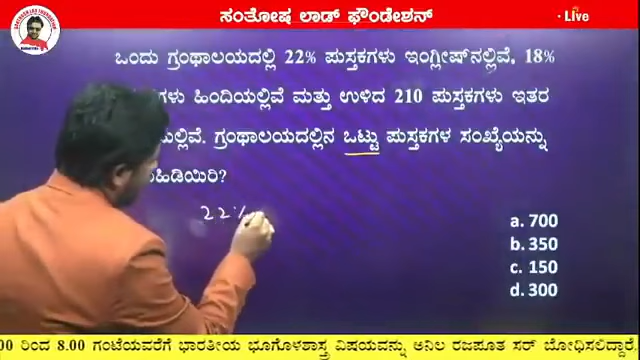 ಸಂತೋಷ ಲಾಡ್ ಫೌಂಡೇಶನ್
Live
ಒಂದು ಗ್ರಂಥಾಲಯದಲ್ಲಿ 22% ಪುಸ್ತಕಗಳು ಇಂಗ್ಲೀಷ್‌ನಲ್ಲಿವೆ, 18%
ಗಳು ಹಿಂದಿಯಲ್ಲಿವೆ ಮತ್ತು ಉಳಿದ 210 ಪುಸ್ತಕಗಳು ಇತರ
ಲ್ಲಿವೆ. ಗ್ರಂಥಾಲಯದಲ್ಲಿನ ಒಟ್ಟು ಪುಸ್ತಕಗಳ ಸಂಖ್ಯೆಯನ್ನು
ಹಿಡಿಯಿರಿ?
22%
a. 700
b. 350
c. 150
d. 300
00 ರಿಂದ 8.00 ಗಂಟೆಯವರೆಗೆ ಭಾರತೀಯ ಭೂಗೋಳಶಾಸ್ತ್ರ ವಿಷಯವನ್ನು ಅನಿಲ ರಜಪೂತ ಸರ್ ಬೋಧಿಸಲಿದ್ದಾರೆ,